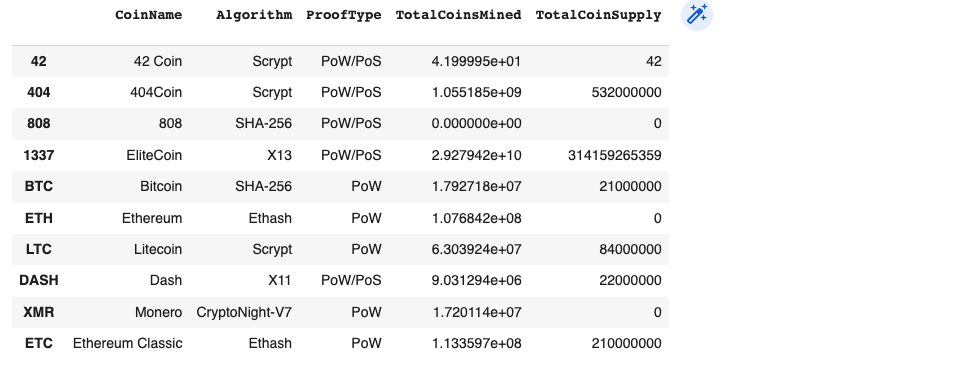 CoinName Algorithm ProofType TotalCoinsMined TotalCoinSupply
42 42 Coin Scrypt PoW/PoS 4.199995e+01 42
404 404Coin Scrypt PoW/PoS 1.055185e+09 532000000
808 808 SHA-256 PoW/PoS 0.000000e+00 0
1337 EliteCoin X13 PoW/PoS 2.927942e+10 314159265359
BTC Bitcoin SHA-256 PoW 1.792718e+07 21000000
ETH Ethereum Ethash PoW 1.076842e+08 0
LTC Litecoin Scrypt PoW 6.303924e+07 84000000
DASH Dash X11 PoW/PoS 9.031294e+06 22000000
XMR Monero CryptoNight-V7 PoW 1.720114e+07 0
ETC Ethereum Classic Ethash PoW 1.133597e+08 210000000